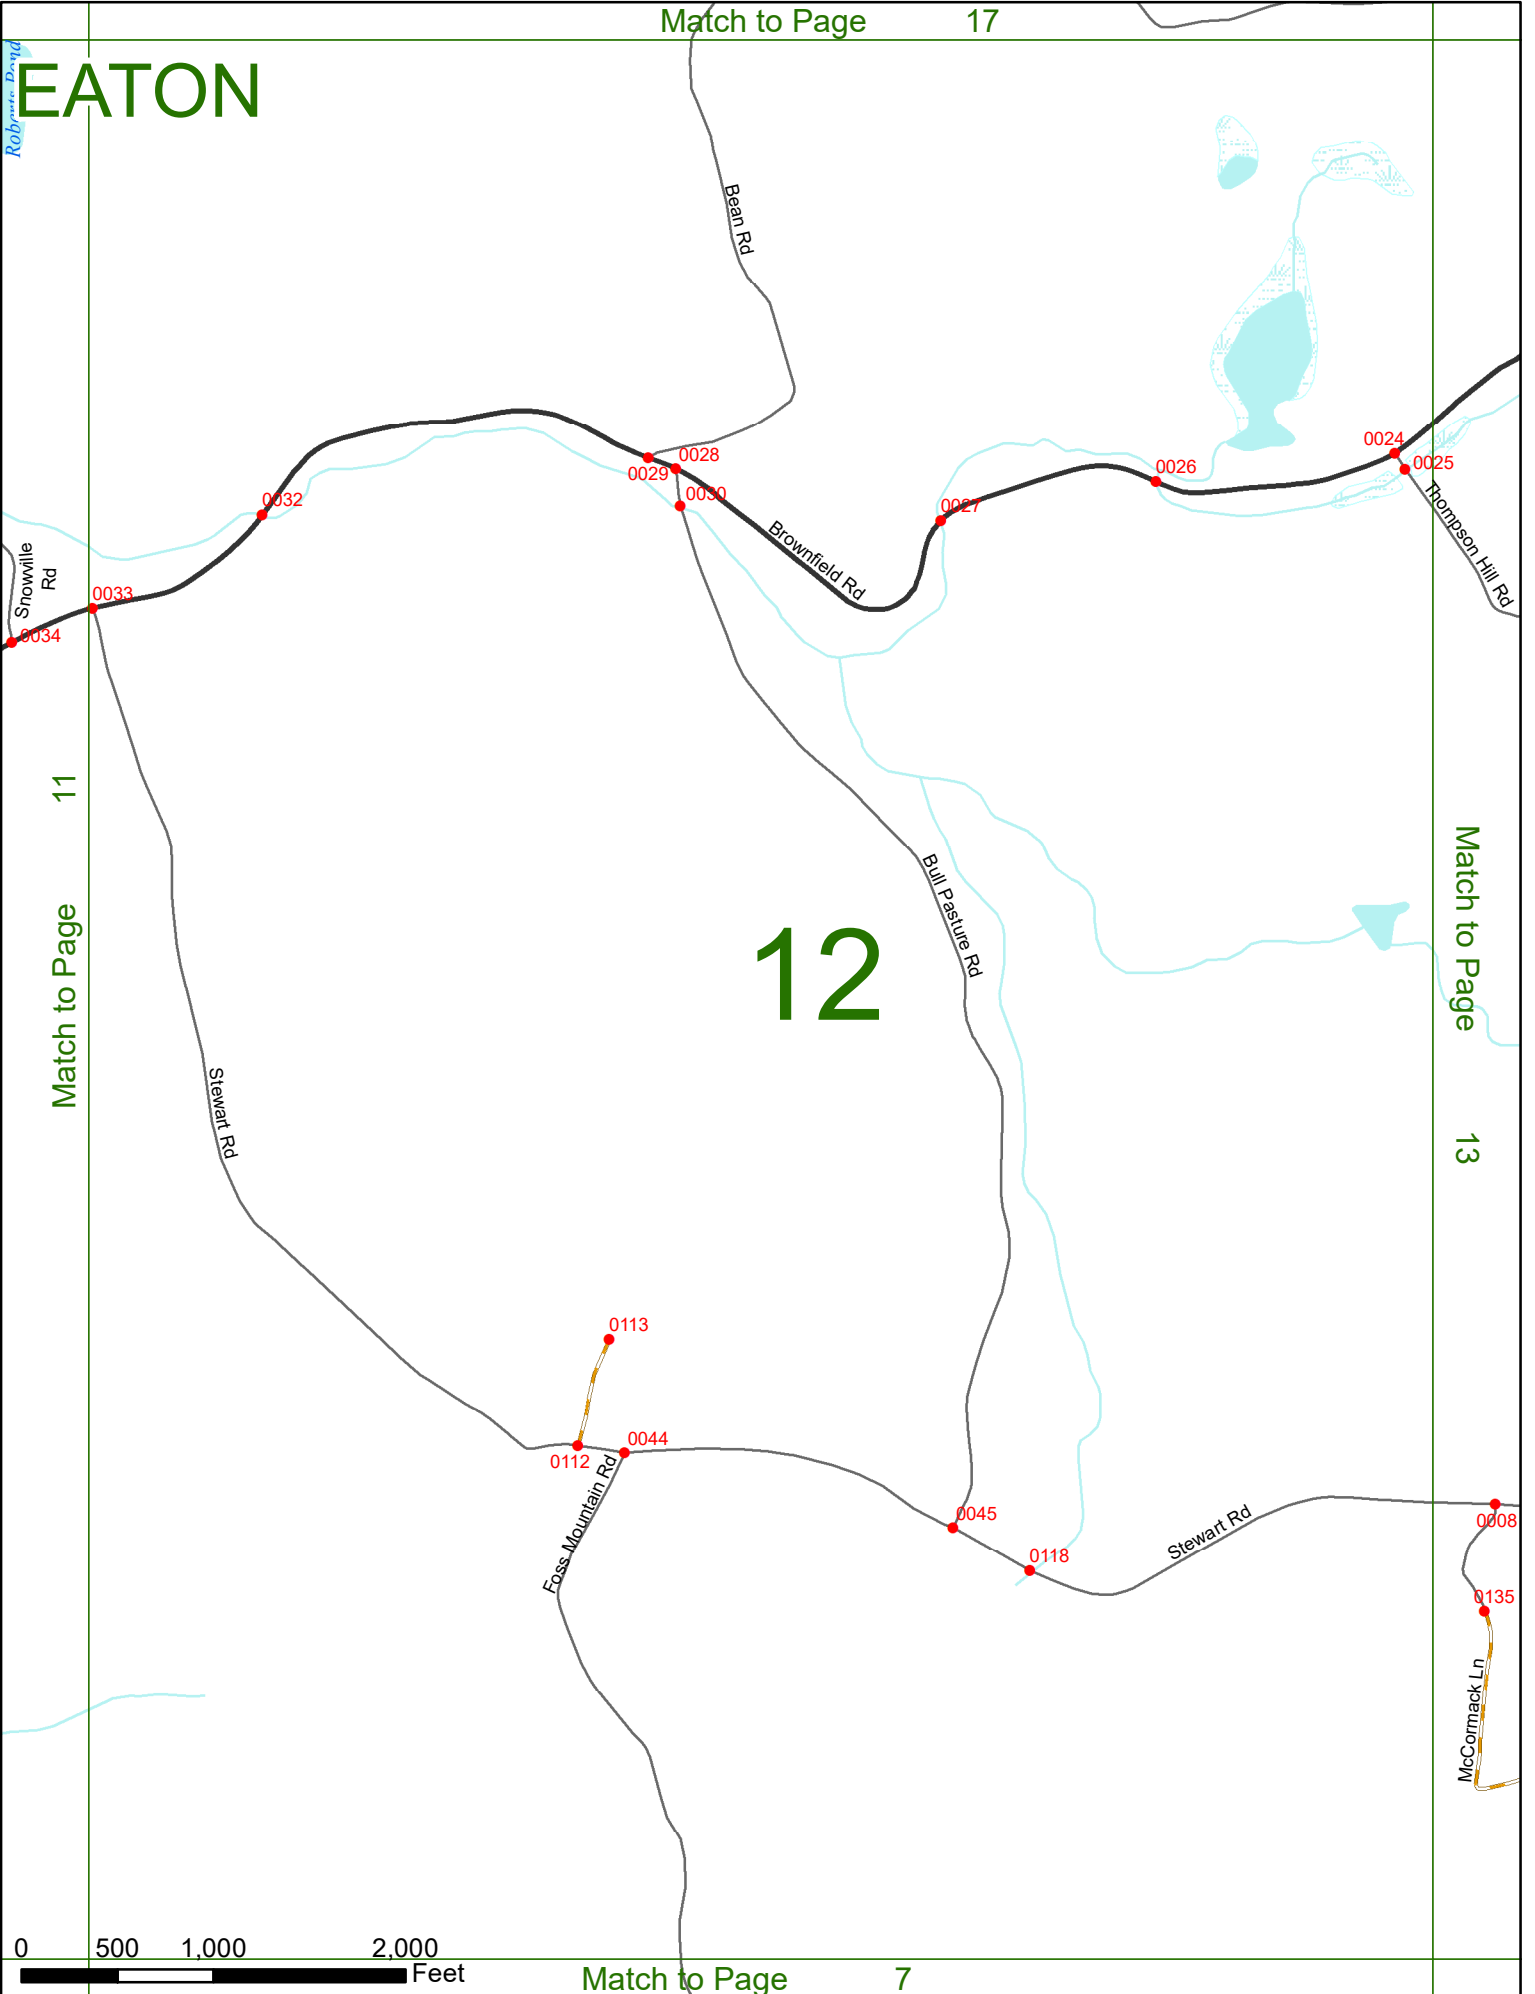 Match to Page 17
EATON
Roberts Pond
Bean Rd
0028
0029
0030
0024
0025
0026
0027
0032
Thompson Hill Rd
Brownfield Rd
Snowville
Rd
0033
0034
11
Match to Page
Bull Pasture Rd
12
Match to Page
13
Stewart Rd
0113
0112
0044
Foss Mountain Rd
0045
0118
Stewart Rd
0008
0135
McCormack Ln
0 500 1,000 2,000
Feet
Match to Page 7